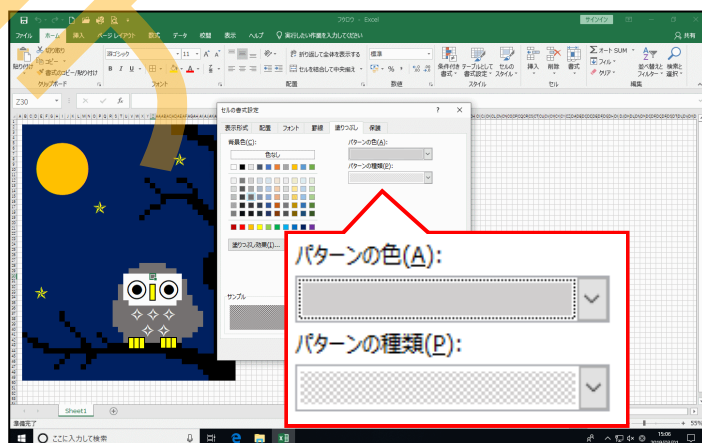 フクロウ - Excel
サインイン
ファイル ホーム 挿入 ページ レイアウト 数式 データ 校閲 表示 ヘルプ 実行したい作業を入力してください 共有
貼り付け 切り取り コピー 書式のコピー/貼り付け
游ゴシック 11
B I U
折り返して全体を表示する
セルを結合して中央揃え
標準
条件付き書式 テーブルとして書式設定 セルのスタイル
挿入 削除 書式
オート SUM
フィル
クリア
並べ替えとフィルター 検索と選択
クリップボード フォント 配置 数値 スタイル セル 編集
Z30
fx
セルの書式設定 ? ×
表示形式 配置 フォント 罫線 塗りつぶし 保護
背景色(C):
色なし
パターンの色(A):
パターンの種類(P):
塗りつぶし効果(I)...
サンプル
パターンの色(A):
パターンの種類(P):
Sheet1
準備完了
55%
ここに入力して検索
15:06